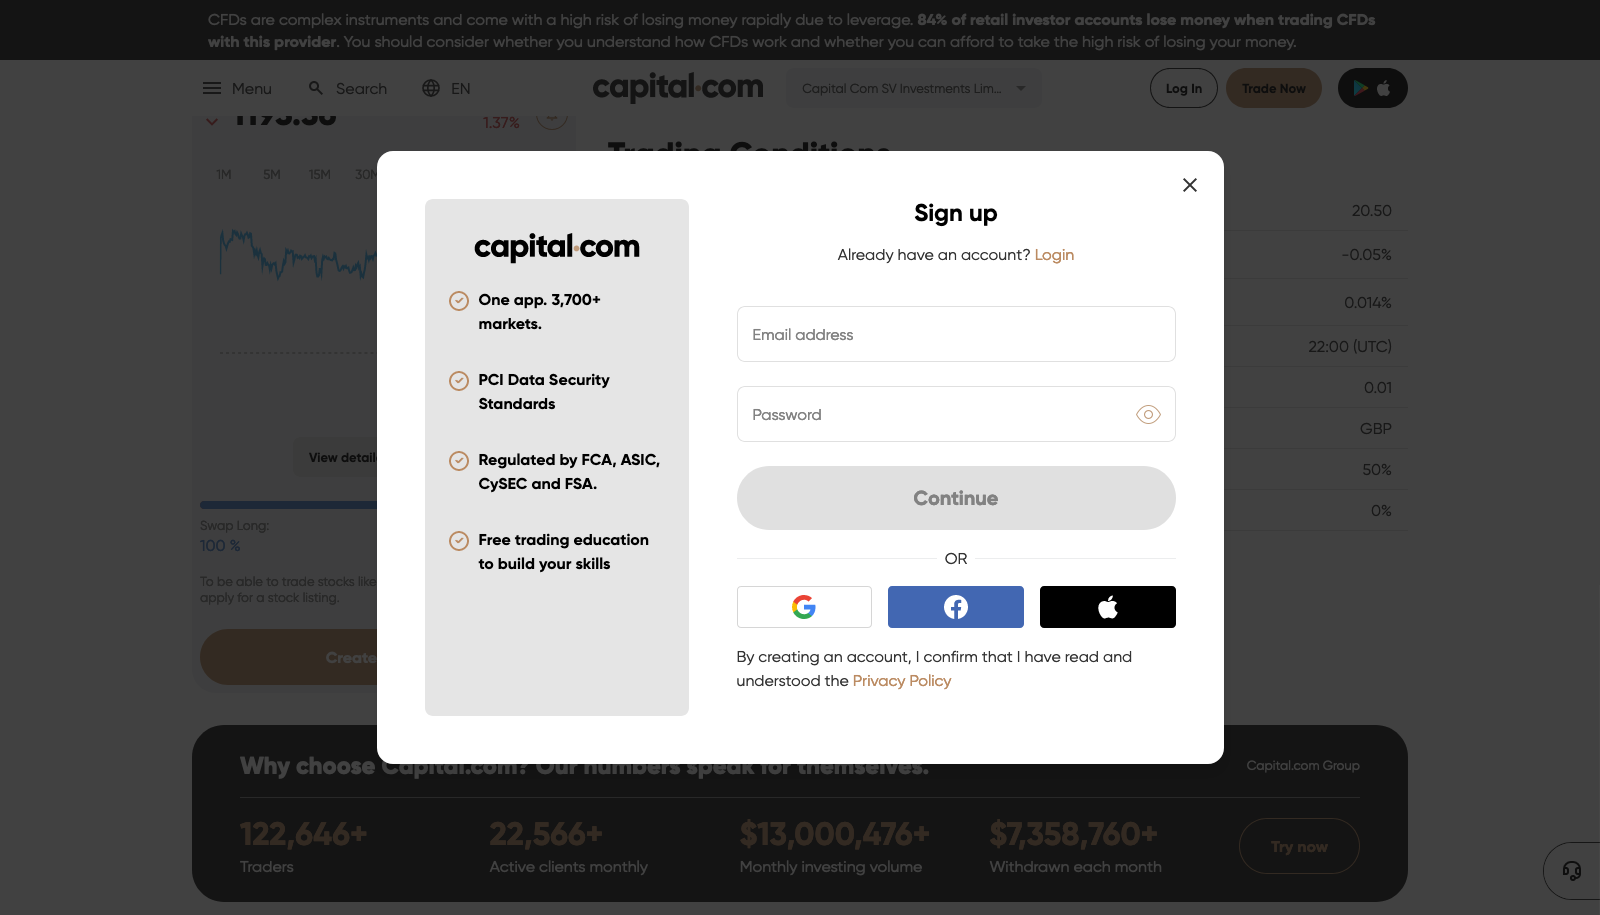 CFDs are complex instruments and come with a high risk of losing money rapidly due to leverage. 84% of retail investor accounts lose money when trading CFDs
with this provider. You should consider whether you understand how CFDs work and whether you can afford to take the high risk of losing your money.
Menu
Search
EN
capital.com
Capital Com SV Investments Lim...
Log In
Trade Now
1.37%
Trading Conditions
1M
5M
15M
30M
20.50
-0.05%
0.014%
22:00 (UTC)
0.01
GBP
50%
0%
View detaile
Swap Long:
100 %
To be able to trade stocks like
apply for a stock listing.
Create
capital.com
One app. 3,700+
markets.
PCI Data Security
Standards
Regulated by FCA, ASIC,
CySEC and FSA.
Free trading education
to build your skills
Sign up
Already have an account? Login
Email address
Password
Continue
OR
By creating an account, I confirm that I have read and
understood the Privacy Policy
Why choose Capital.com? Our numbers speak for themselves.
Capital.com Group
122,646+
Traders
22,566+
Active clients monthly
$13,000,476+
Monthly investing volume
$7,358,760+
Withdrawn each month
Try now